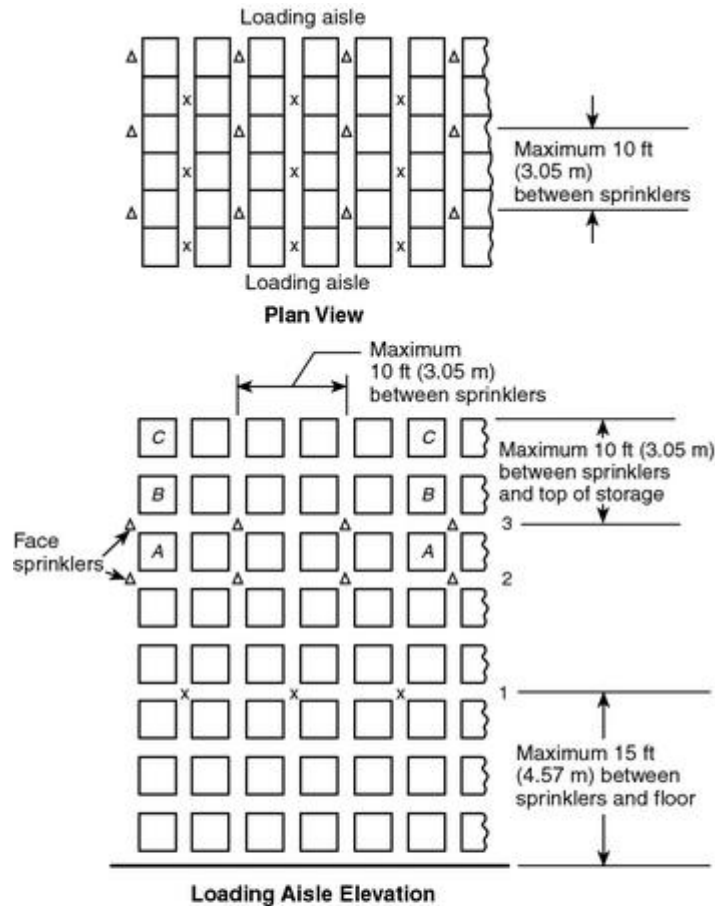 Loading aisle
Δ Δ Δ Δ
x x x
Δ Δ Δ Δ
x x x
Δ Δ Δ Δ
x x x
Maximum 10 ft
(3.05 m)
between sprinklers
Loading aisle
Plan View
Maximum
10 ft (3.05 m)
between sprinklers
C C
Maximum 10 ft (3.05 m)
between sprinklers
and top of storage
B B
Δ Δ Δ Δ 3
Face
sprinklers
A A
Δ Δ Δ Δ 2
x x x 1
Maximum 15 ft
(4.57 m) between
sprinklers and floor
Loading Aisle Elevation